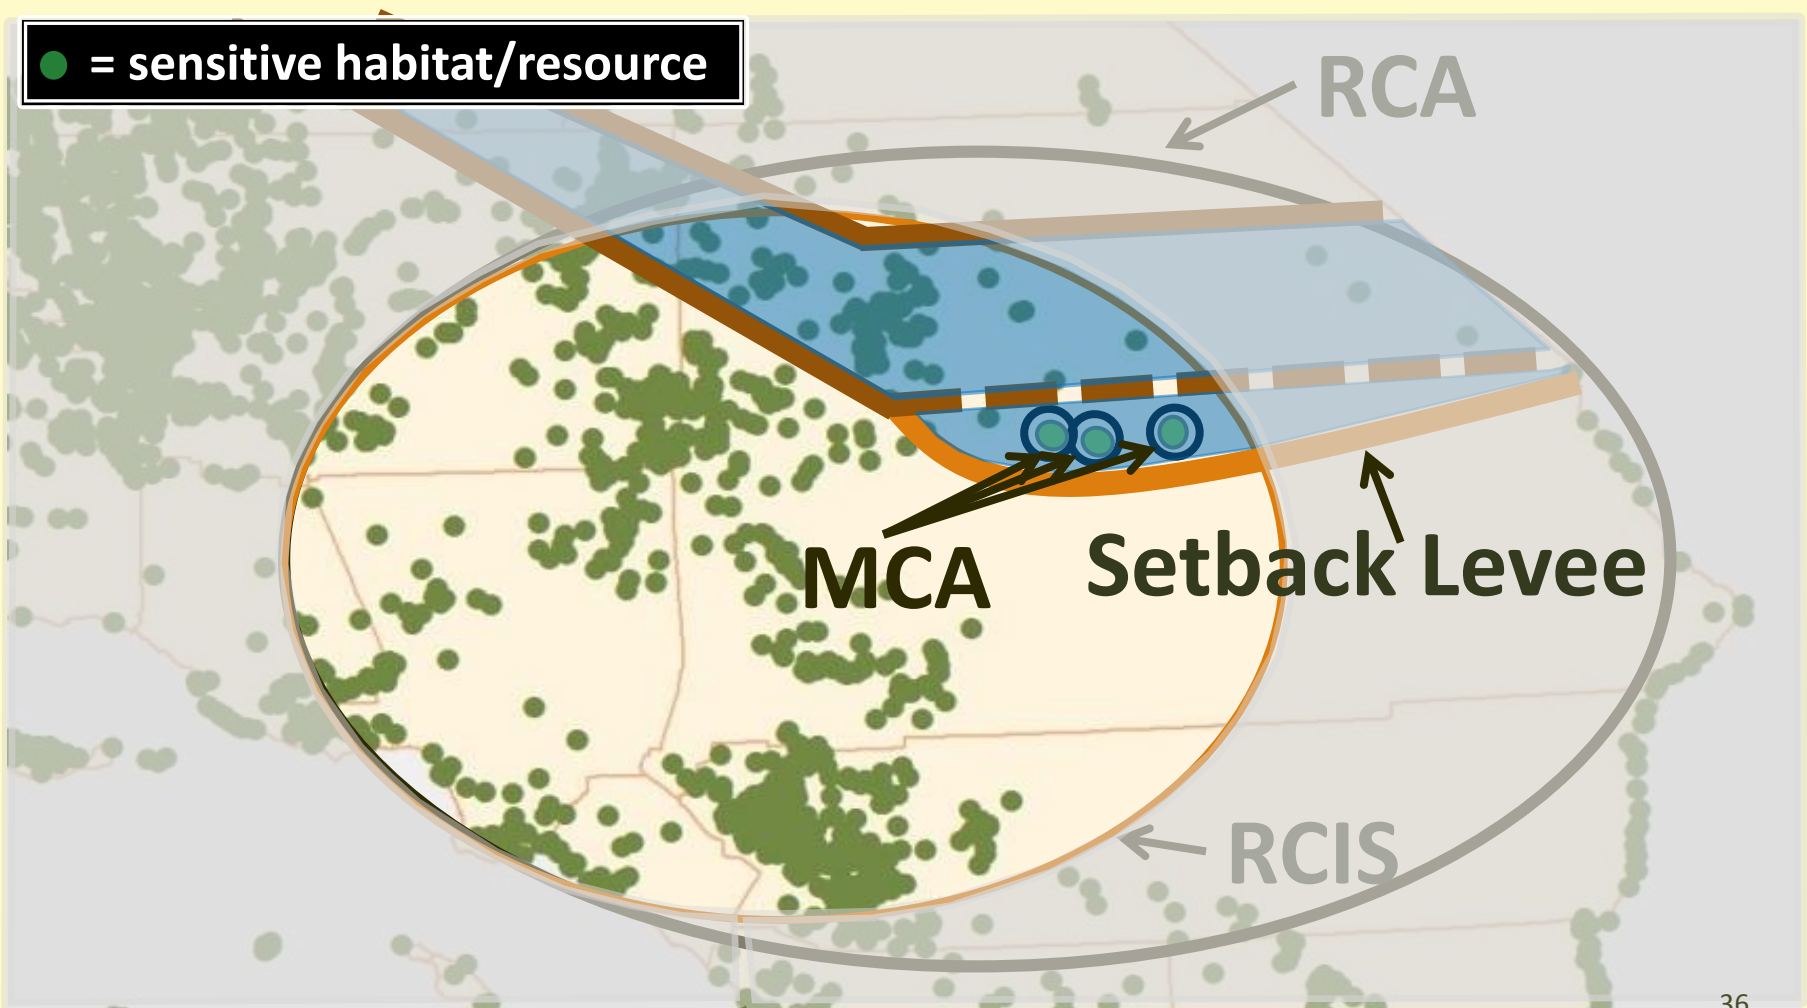 = sensitive habitat/resource
RCA
MCA
Setback Levee
RCIS
36